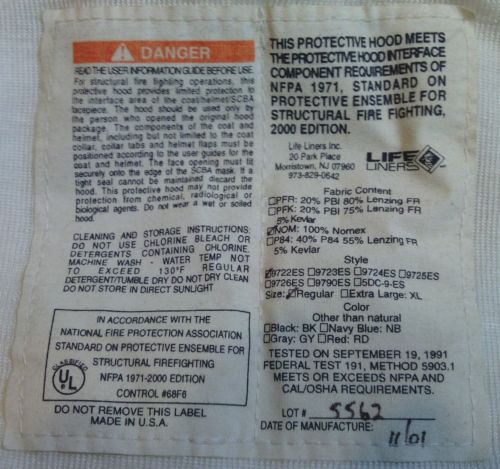 DANGER
READ THE USER INFORMATION GUIDE BEFORE USE.
For structural fire fighting operations, this
protective hood provides limited protection to
the interface area of the coat/helmet/SCBA
facepiece. The hood should be used only by
the person who opened the original hood
package. The components of the coat and
helmet, including but not limited to the coat
collar, collar tabs and helmet flaps must be
positioned according to the user guides for the
coat and helmet. The face opening must fit
securely onto the edge of the SCBA mask. If a
tight seal cannot be maintained discard the
hood. This protective hood may not provide
protection from chemical, radiological or
biological agents. Do not wear a wet or soiled
hood.
CLEANING AND STORAGE INSTRUCTIONS:
DO NOT USE CHLORINE BLEACH OR
DETERGENTS CONTAINING CHLORINE.
MACHINE WASH - WATER TEMP NOT
TO EXCEED 130°F REGULAR
DETERGENT/TUMBLE DRY DO NOT DRY CLEAN
DO NOT STORE IN DIRECT SUNLIGHT
IN ACCORDANCE WITH THE
NATIONAL FIRE PROTECTION ASSOCIATION
STANDARD ON PROTECTIVE ENSEMBLE FOR
STRUCTURAL FIREFIGHTING
NFPA 1971-2000 EDITION
CONTROL #68F6
CLASSIFIED
UL
DO NOT REMOVE THIS LABEL
MADE IN U.S.A.
THIS PROTECTIVE HOOD MEETS
THE PROTECTIVE HOOD INTERFACE
COMPONENT REQUIREMENTS OF
NFPA 1971, STANDARD ON
PROTECTIVE ENSEMBLE FOR
STRUCTURAL FIRE FIGHTING,
2000 EDITION.
Life Liners Inc.
20 Park Place
Morristown, NJ 07960
973-829-0642
LIFE
LINERS
Fabric Content
PFR: 20% PBI 80% Lenzing FR
PFK: 20% PBI 75% Lenzing FR
5% Kevlar
NOM: 100% Nomex
P84: 40% P84 55% Lenzing FR
5% Kevlar
Style
9722ES 9723ES 9724ES 9725ES
9726ES 9790ES 5DC-9-ES
Size: Regular Extra Large: XL
Color
Other than natural
Black: BK Navy Blue: NB
Gray: GY Red: RD
TESTED ON SEPTEMBER 19, 1991
FEDERAL TEST 191, METHOD 5903.1
MEETS OR EXCEEDS NFPA AND
CAL/OSHA REQUIREMENTS.
LOT # 5562
DATE OF MANUFACTURE: 11/01